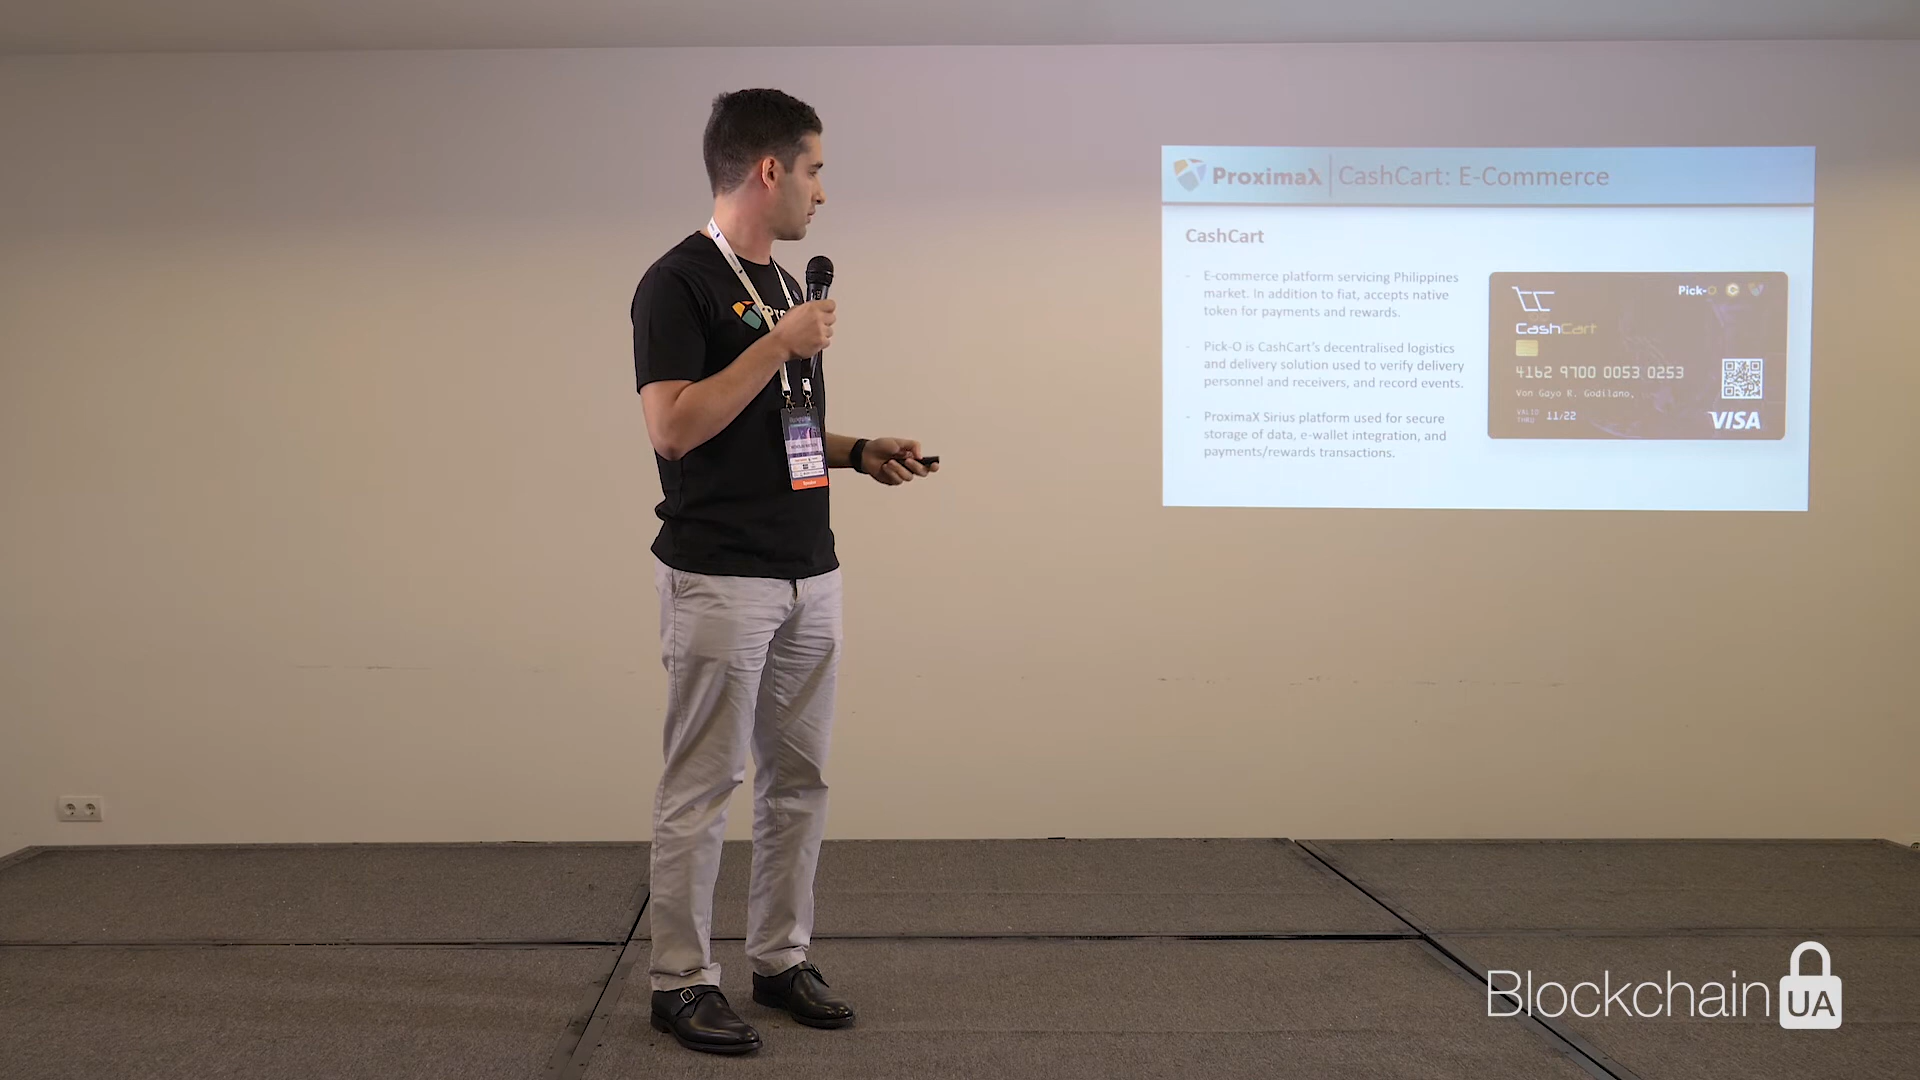 ProximaX CashCart: E-Commerce
CashCart
- E-commerce platform servicing Philippines
market. In addition to fiat, accepts native
token for payments and rewards.
- Pick-O is CashCart's decentralised logistics
and delivery solution used to verify delivery
personnel and receivers, and record events.
- ProximaX Sirius platform used for secure
storage of data, e-wallet integration, and
payments/rewards transactions.
Pick-O
CashCart
4162 9700 0053 0253
Von Gayo R. Godilano,
VALID
THRU 11/22
VISA
Speaker
Blockchain UA